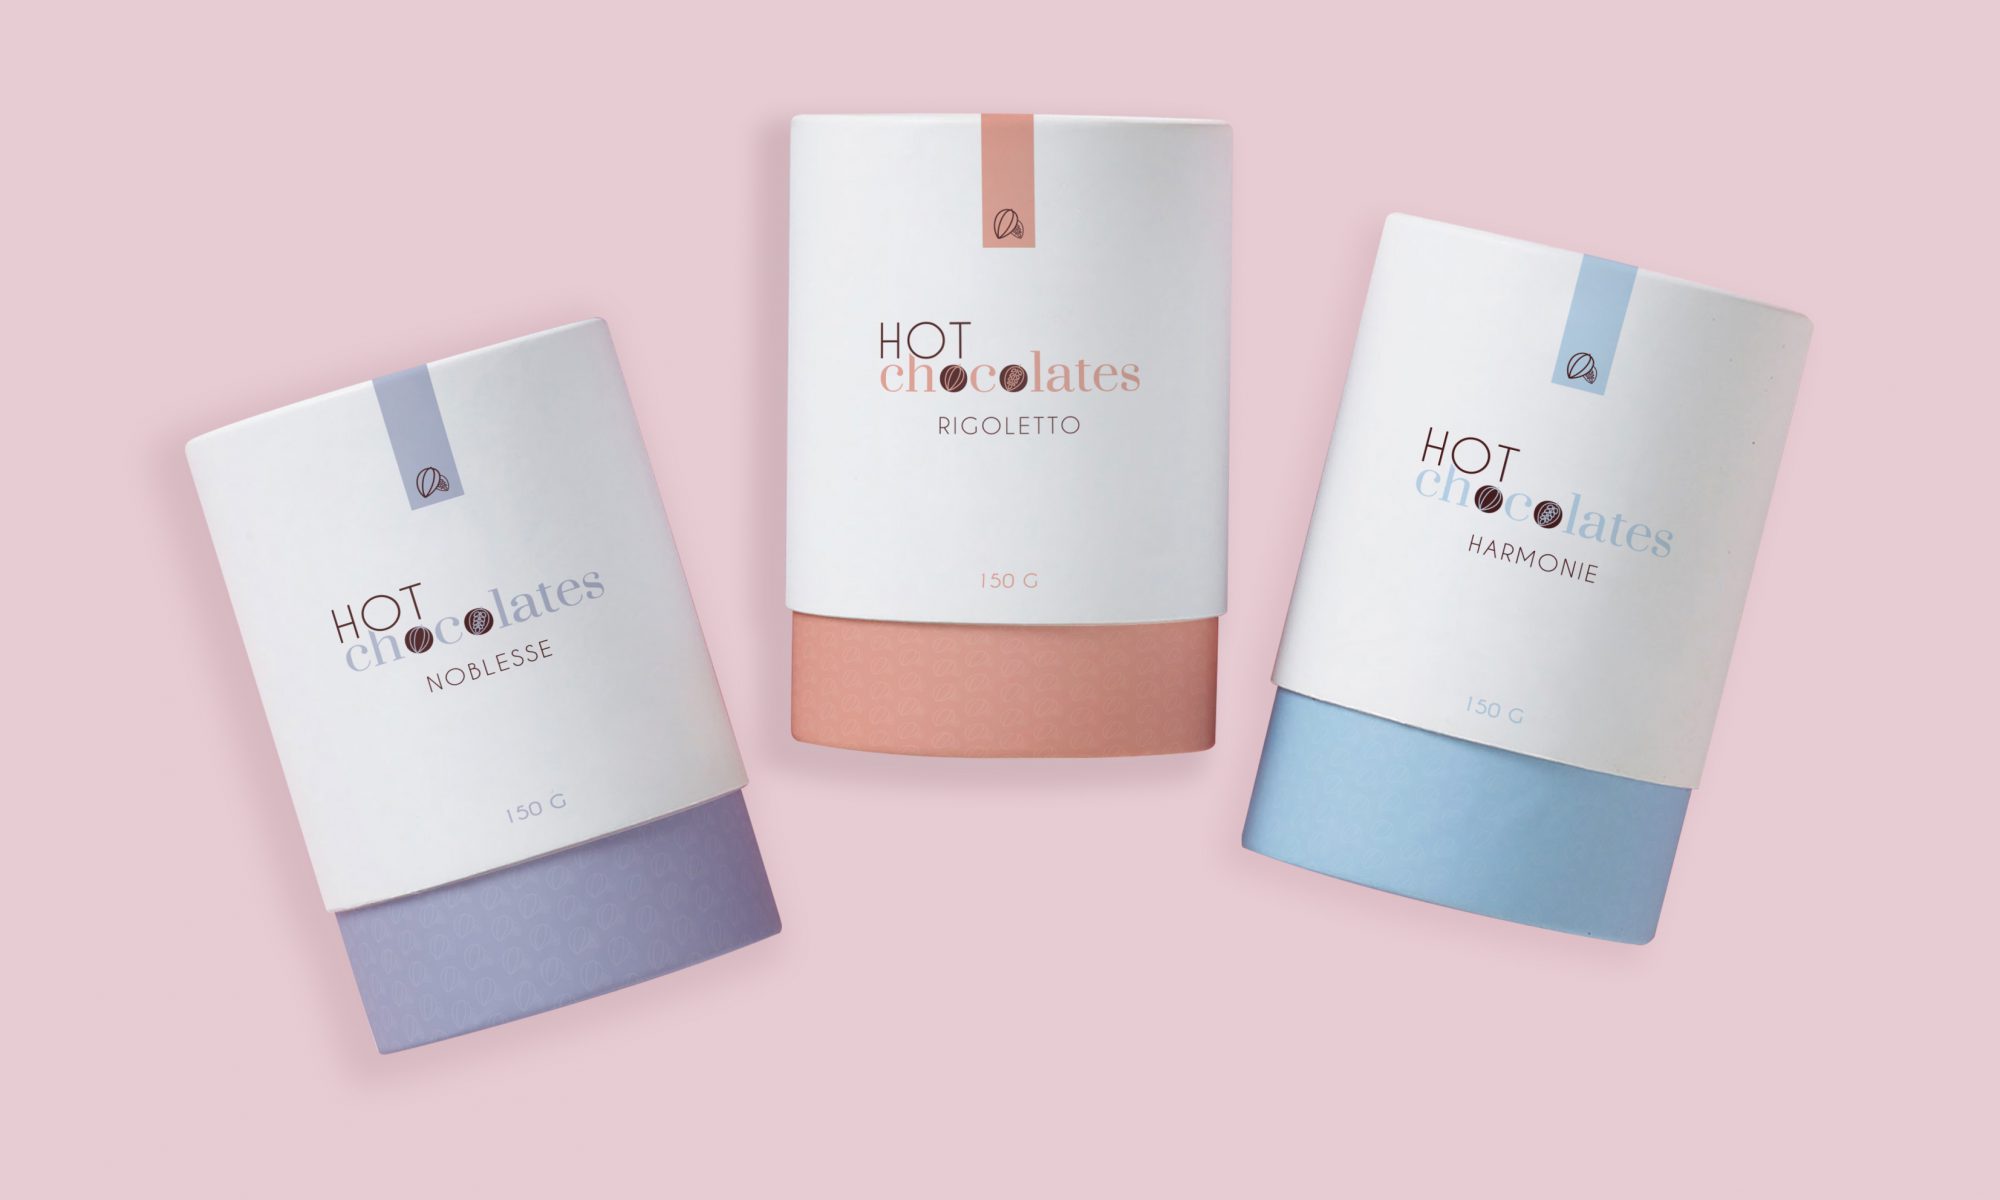 HOT
chocolates
NOBLESSE
150 G
HOT
chocolates
RIGOLETTO
150 G
HOT
chocolates
HARMONIE
150 G